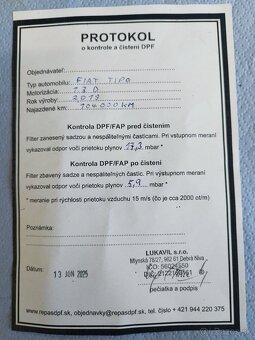 PROTOKOL
o kontrole a čistení DPF
Objednávateľ:
Typ automobilu: FIAT TIPO
Motorizácia: 1.3 D
Rok výroby: 2018
Najazdené km: 104000 KM
Kontrola DPF/FAP pred čistením
Filter zanesený sadzou a nespálitelnými časticami. Pri výstupnom meraní
vykazoval odpor voči prietoku plynov 17,3 mbar *
Kontrola DPF/FAP po čistení
Filter zbavený sadze a nespáliteľných častíc. Pri výstupnom meraní
vykazoval odpor voči prietoku plynov 5,9 mbar *
* meranie pri rýchlosti prietoku vzduchu 15 m/s (čo je cca 2000 ot/m)
Poznámka:
LUKAVIL s.r.o.
Mlynská 78/27, 962 61 Dobrá Niva
IČO:
Dátum: 13 JUN 2025
pečiatka a podpis
www.repasdpf.sk, objednavky@repasdpf.sk, tel. číslo +421 944 220 375